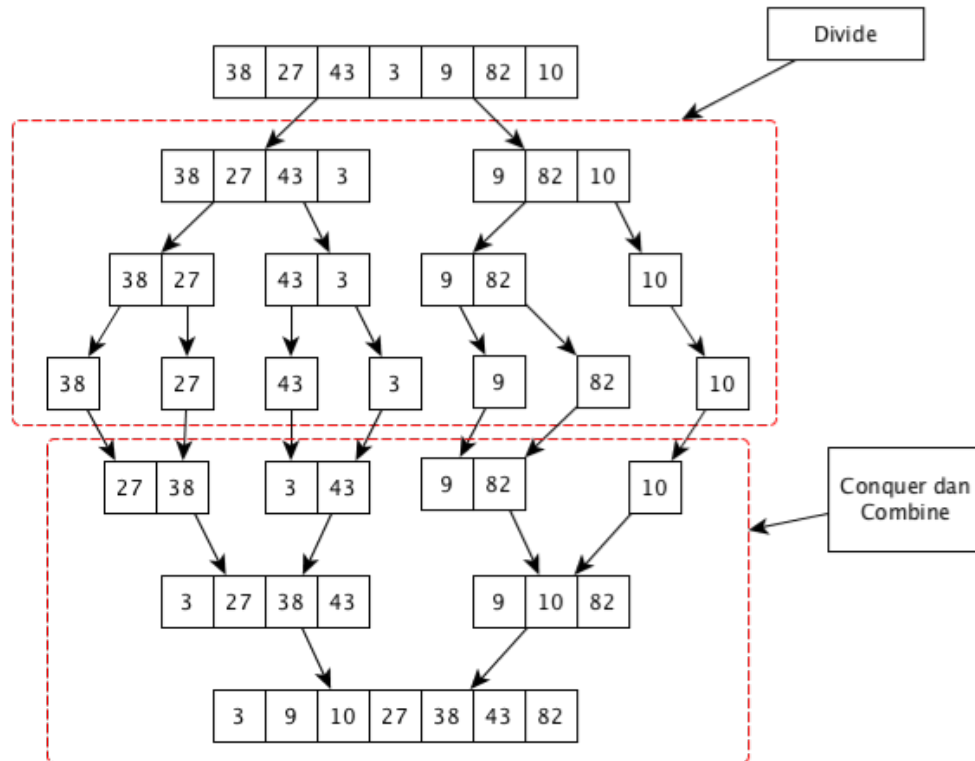 Divide
38 27 43 3 9 82 10
38 27 43 3 9 82 10
38 27 43 3 9 82 10
38 27 43 3 9 82 10
27 38 3 43 9 82 10
Conquer dan
Combine
3 27 38 43 9 10 82
3 9 10 27 38 43 82